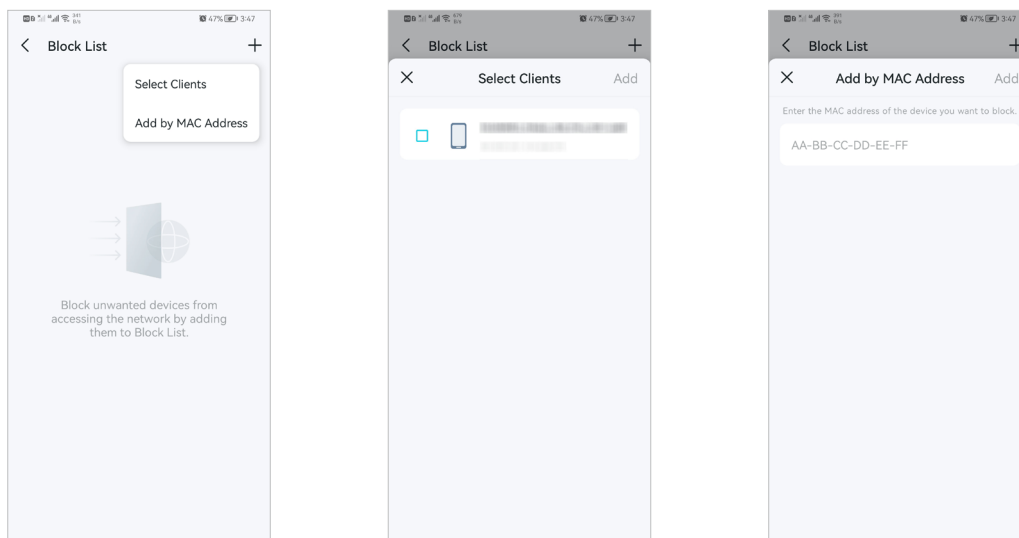 341
B/s
47%
3:47
Block List
Select Clients
Add by MAC Address
Block unwanted devices from
accessing the network by adding
them to Block List.
B/s
47%
3:47
Block List
Select Clients
Add
B/s
47%
3:47
Block List
Add by MAC Address
Add
Enter the MAC address of the device you want to block.
AA-BB-CC-DD-EE-FF